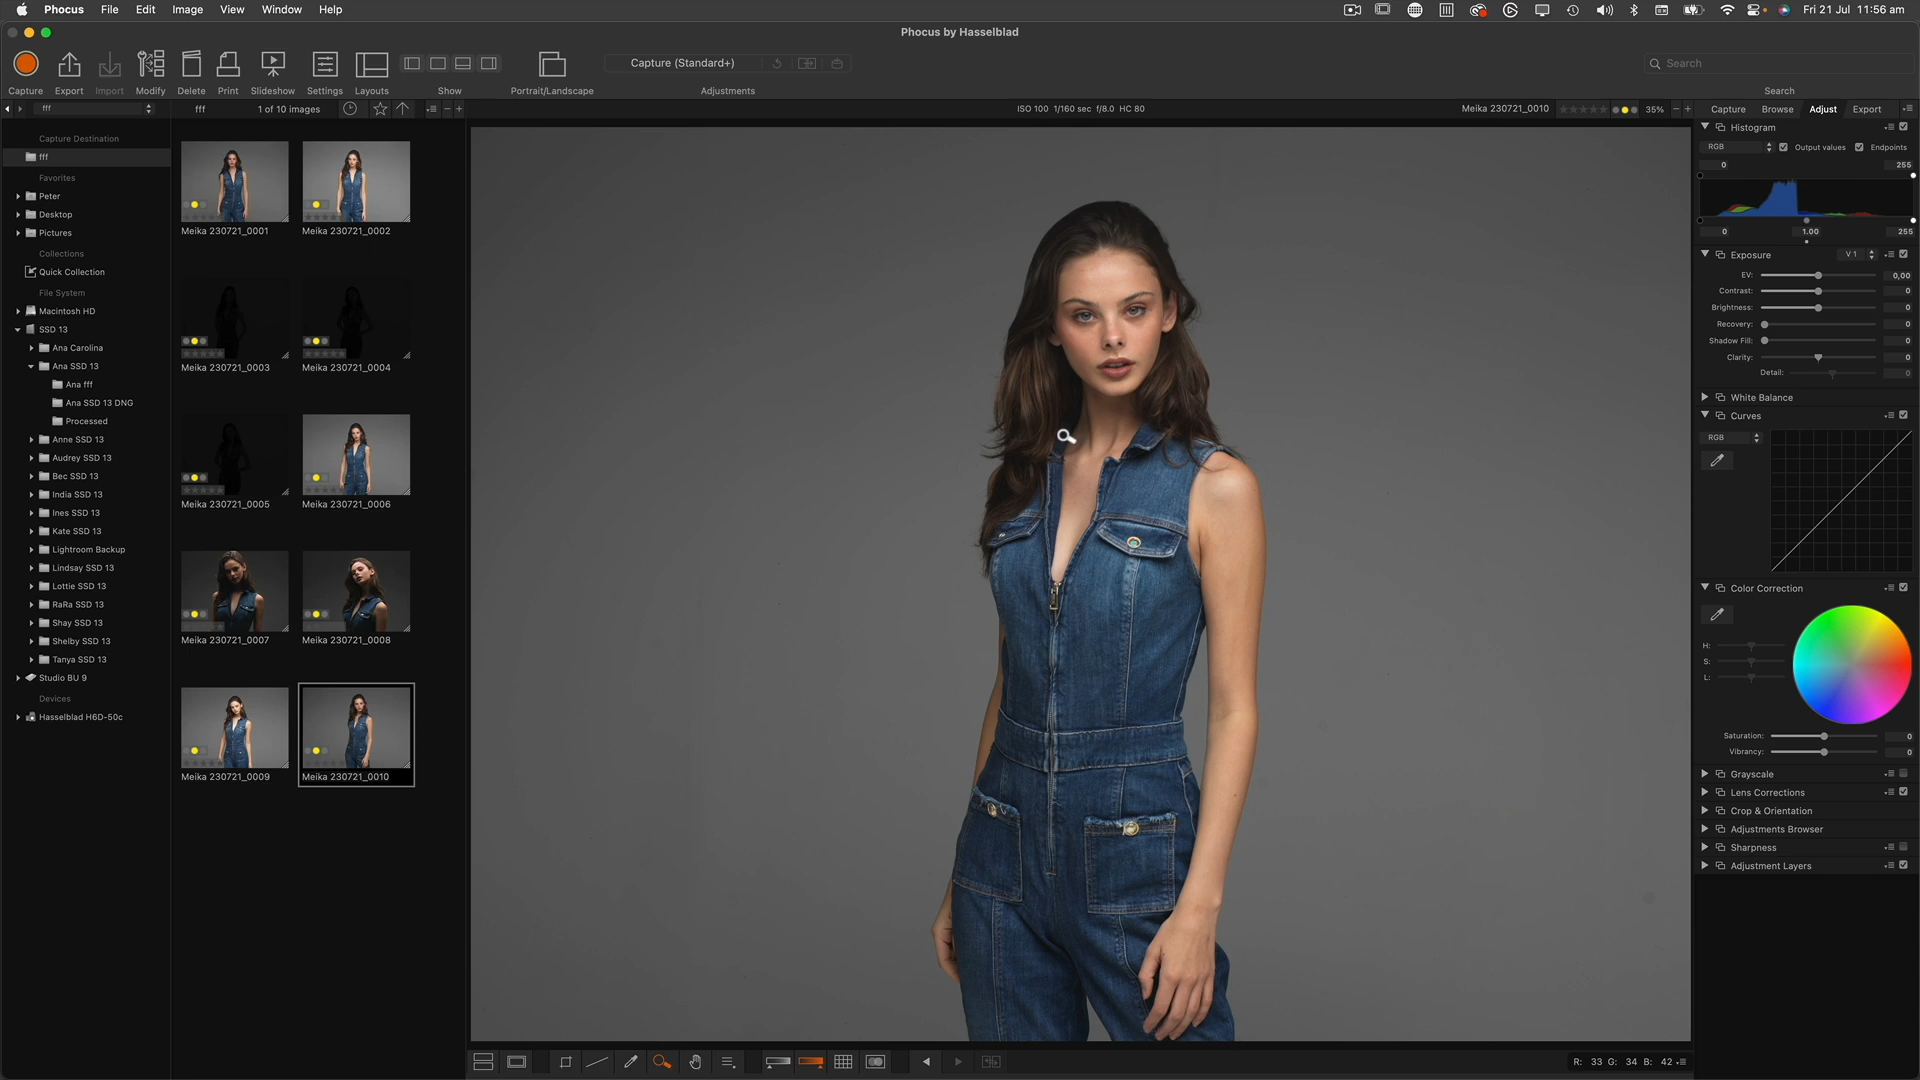 Phocus File Edit Image View Window Help
Fri 21 Jul 11:56 am
Phocus by Hasselblad
Capture (Standard+)
Search
Capture Export Import Modify Delete Print Slideshow Settings Layouts Show Portrait/Landscape Adjustments Search
fff
fff 1 of 10 images
ISO 100 1/160 sec f/8.0 HC 80
Meika 230721_0010
35%
Capture Browse Adjust Export
Capture Destination
fff
Favorites
Peter
Desktop
Pictures
Collections
Quick Collection
File System
Macintosh HD
SSD 13
Ana Carolina
Ana SSD 13
Ana fff
Ana SSD 13 DNG
Processed
Anne SSD 13
Audrey SSD 13
Bec SSD 13
India SSD 13
Ines SSD 13
Kate SSD 13
Lightroom Backup
Lindsay SSD 13
Lottie SSD 13
RaRa SSD 13
Shay SSD 13
Shelby SSD 13
Tanya SSD 13
Studio BU 9
Devices
Hasselblad H6D-50c
Meika 230721_0001 Meika 230721_0002
Meika 230721_0003 Meika 230721_0004
Meika 230721_0005 Meika 230721_0006
Meika 230721_0007 Meika 230721_0008
Meika 230721_0009 Meika 230721_0010
Histogram
RGB Output values Endpoints
0 255
0 1.00 255
Exposure V 1
EV: 0,00
Contrast: 0
Brightness: 0
Recovery: 0
Shadow Fill: 0
Clarity: 0
Detail: 0
White Balance
Curves
RGB
Color Correction
H:
S:
L:
Saturation: 0
Vibrancy: 0
Grayscale
Lens Corrections
Crop & Orientation
Adjustments Browser
Sharpness
Adjustment Layers
R: 33 G: 34 B: 42